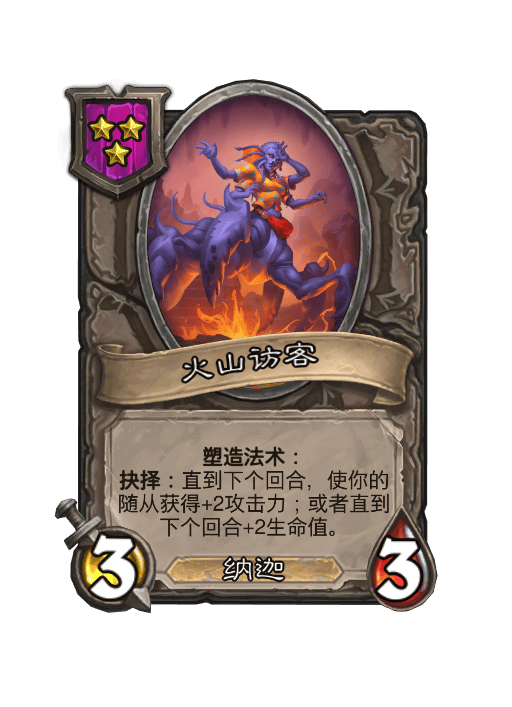 火山访客
塑造法术：
抉择：直到下个回合，使你的
随从获得+2攻击力；或者直到
下个回合+2生命值。
3
纳迦
3